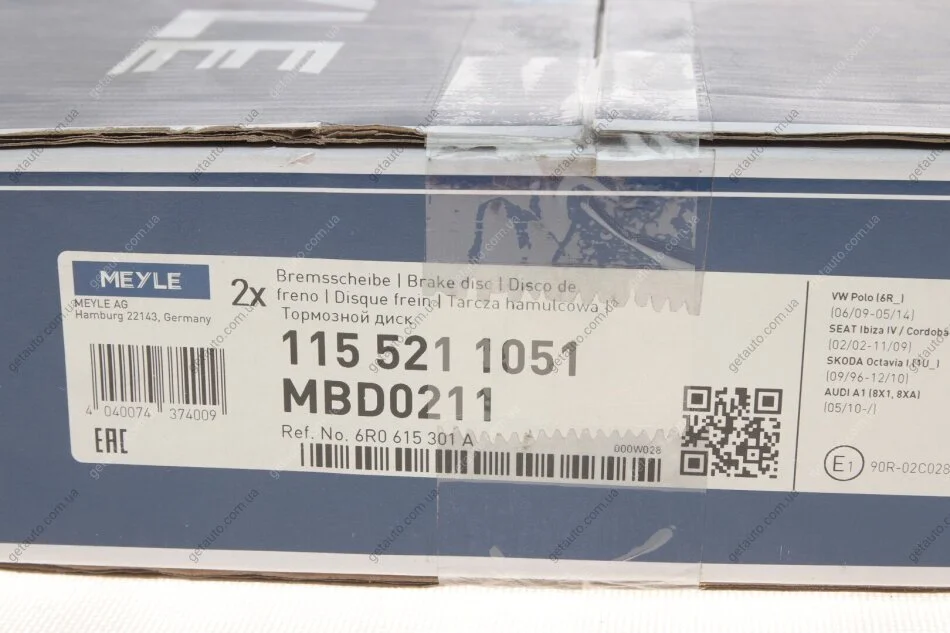 MEYLE
MEYLE AG
Hamburg 22143, Germany
4 040074 374009
EAC
2x
Bremsscheibe | Brake disc | Disco de
freno | Disque frein | Tarcza hamulcowa
Тормозной диск
115 521 1051
MBD0211
Ref. No. 6R0 615 301 A
000W028
VW Polo (6R_)
(06/09-05/14)
SEAT Ibiza IV / Cordoba
(02/02-11/09)
SKODA Octavia I (1U_)
(09/96-12/10)
AUDI A1 (8X1, 8XA)
(05/10-/)
E1
90R-02C028
getauto.com.ua